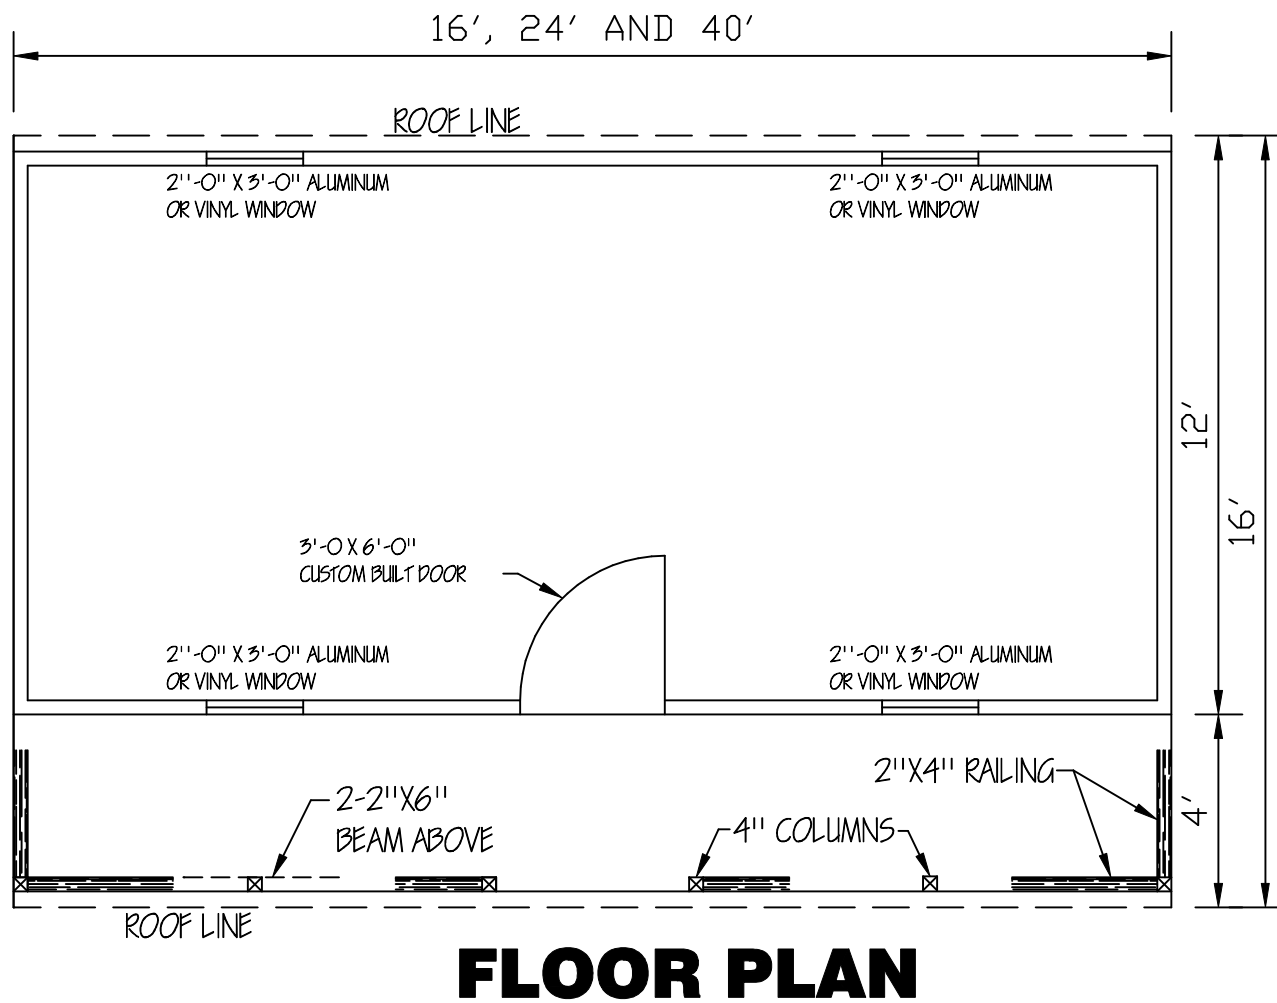 16', 24' AND 40'
ROOF LINE
2''-0" X 3'-0" ALUMINUM
OR VINYL WINDOW
2''-0" X 3'-0" ALUMINUM
OR VINYL WINDOW
12'
16'
3'-0 X 6'-0"
CUSTOM BUILT DOOR
2''-0" X 3'-0" ALUMINUM
OR VINYL WINDOW
2''-0" X 3'-0" ALUMINUM
OR VINYL WINDOW
2-2"X6"
BEAM ABOVE
4" COLUMNS
2"X4" RAILING
4'
ROOF LINE
FLOOR PLAN